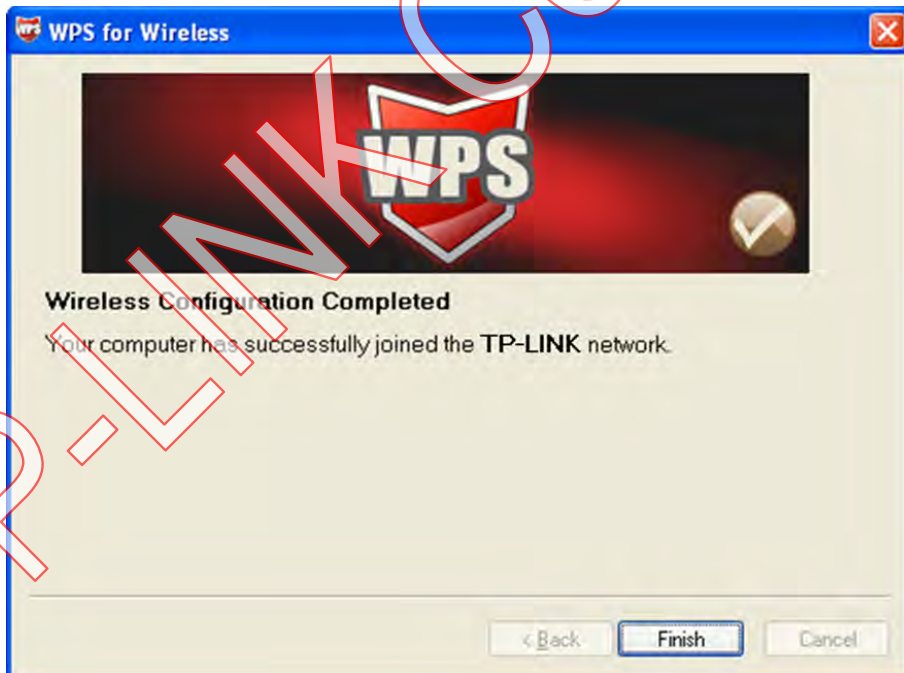 WPS for Wireless
WPS
Wireless Configuration Completed
Your computer has successfully joined the TP-LINK network.
< Back
Finish
Cancel